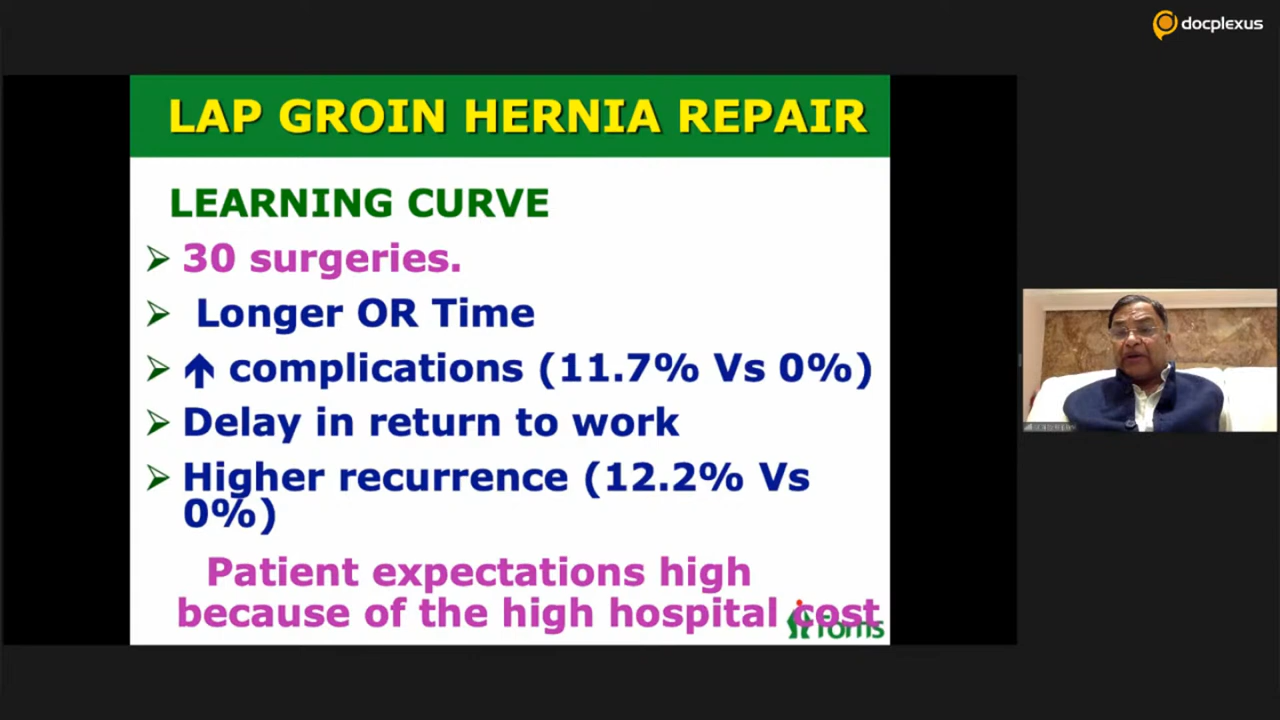 docplexus
LAP GROIN HERNIA REPAIR
LEARNING CURVE
➢ 30 surgeries.
➢ Longer OR Time
➢ ↑ complications (11.7% Vs 0%)
➢ Delay in return to work
➢ Higher recurrence (12.2% Vs
0%)
Patient expectations high
because of the high hospital cost